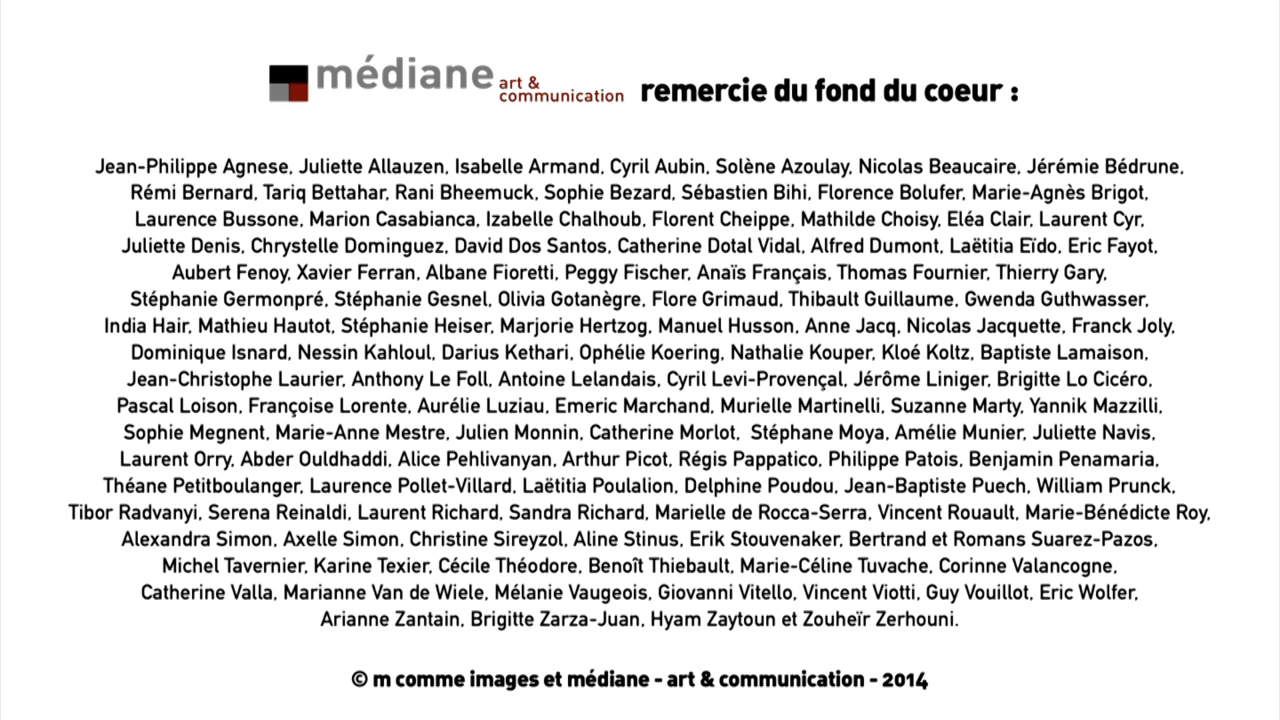 médiane art & communication remercie du fond du coeur :
Jean-Philippe Agnese, Juliette Allauzen, Isabelle Armand, Cyril Aubin, Solène Azoulay, Nicolas Beaucaire, Jérémie Bédrune,
Rémi Bernard, Tariq Bettahar, Rani Bheemuck, Sophie Bezard, Sébastien Bihi, Florence Bolufer, Marie-Agnès Brigot,
Laurence Bussone, Marion Casabianca, Izabelle Chalhoub, Florent Cheippe, Mathilde Choisy, Eléa Clair, Laurent Cyr,
Juliette Denis, Chrystelle Dominguez, David Dos Santos, Catherine Dotal Vidal, Alfred Dumont, Laëtitia Eïdo, Eric Fayot,
Aubert Fenoy, Xavier Ferran, Albane Fioretti, Peggy Fischer, Anaïs Français, Thomas Fournier, Thierry Gary,
Stéphanie Germonpré, Stéphanie Gesnel, Olivia Gotanègre, Flore Grimaud, Thibault Guillaume, Gwenda Guthwasser,
India Hair, Mathieu Hautot, Stéphanie Heiser, Marjorie Hertzog, Manuel Husson, Anne Jacq, Nicolas Jacquette, Franck Joly,
Dominique Isnard, Nessin Kahloul, Darius Kethari, Ophélie Koering, Nathalie Kouper, Kloé Koltz, Baptiste Lamaison,
Jean-Christophe Laurier, Anthony Le Foll, Antoine Lelandais, Cyril Levi-Provençal, Jérôme Liniger, Brigitte Lo Cicéro,
Pascal Loison, Françoise Lorente, Aurélie Luziau, Emeric Marchand, Murielle Martinelli, Suzanne Marty, Yannik Mazzilli,
Sophie Megnent, Marie-Anne Mestre, Julien Monnin, Catherine Morlot, Stéphane Moya, Amélie Munier, Juliette Navis,
Laurent Orry, Abder Ouldhaddi, Alice Pehlivanyan, Arthur Picot, Régis Pappatico, Philippe Patois, Benjamin Penamaria,
Théane Petitboulanger, Laurence Pollet-Villard, Laëtitia Poulalion, Delphine Poudou, Jean-Baptiste Puech, William Prunck,
Tibor Radvanyi, Serena Reinaldi, Laurent Richard, Sandra Richard, Marielle de Rocca-Serra, Vincent Rouault, Marie-Bénédicte Roy,
Alexandra Simon, Axelle Simon, Christine Sireyzol, Aline Stinus, Erik Stouvenaker, Bertrand et Romans Suarez-Pazos,
Michel Tavernier, Karine Texier, Cécile Théodore, Benoît Thiebault, Marie-Céline Tuvache, Corinne Valancogne,
Catherine Valla, Marianne Van de Wiele, Mélanie Vaugeois, Giovanni Vitello, Vincent Viotti, Guy Vouillot, Eric Wolfer,
Arianne Zantain, Brigitte Zarza-Juan, Hyam Zaytoun et Zouheïr Zerhouni.
© m comme images et médiane - art & communication - 2014